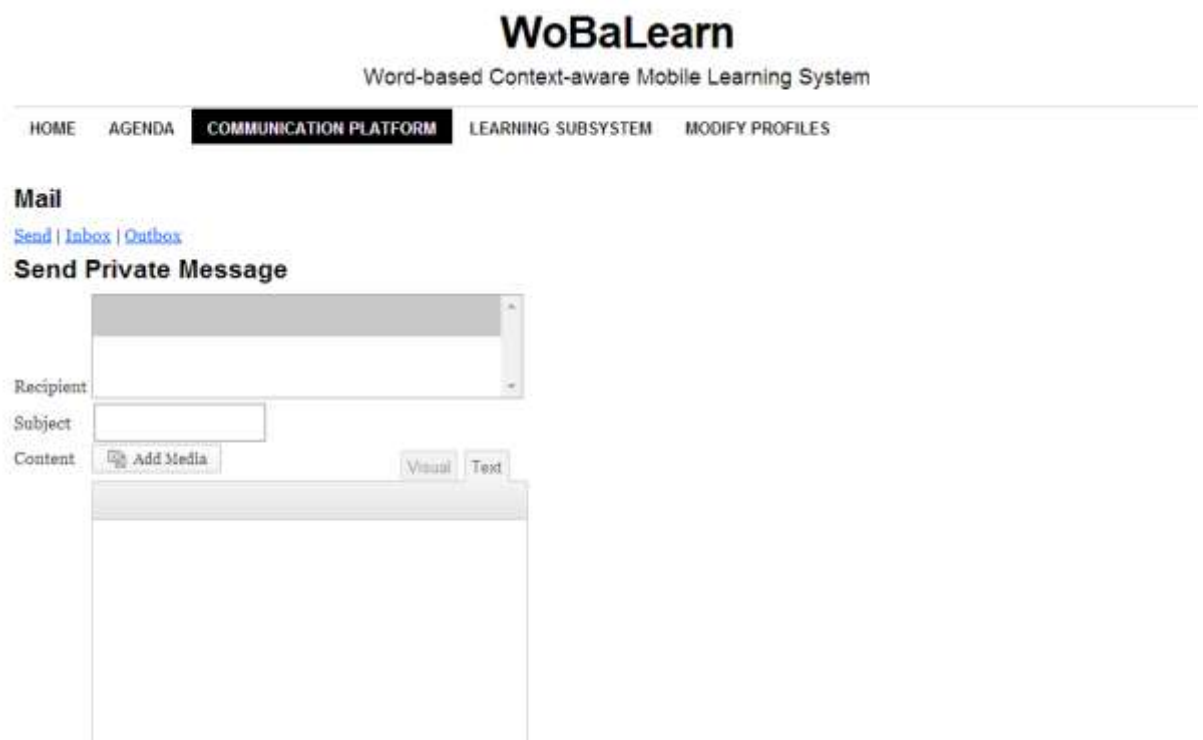 WoBaLearn
Word-based Context-aware Mobile Learning System
HOME AGENDA COMMUNICATION PLATFORM LEARNING SUBSYSTEM MODIFY PROFILES
Mail
Send | Inbox | Outbox
Send Private Message
Recipient
Subject
Content Add Media Visual Text